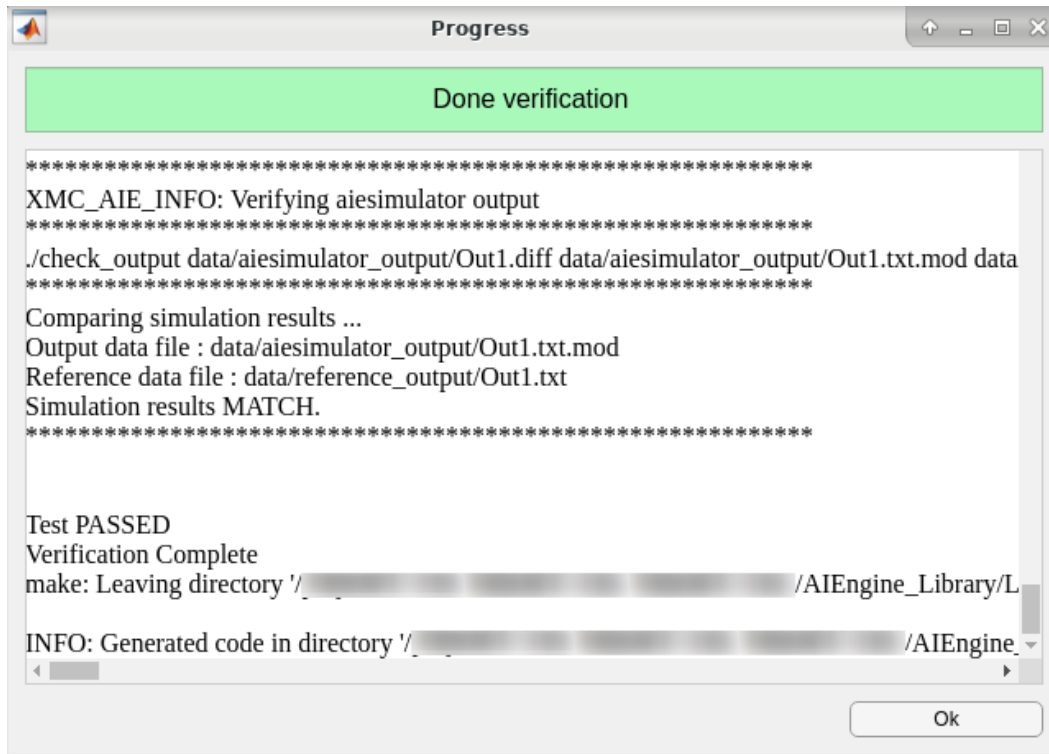 Progress
Done verification
************************************************************
XMC_AIE_INFO: Verifying aiesimulator output
************************************************************
./check_output data/aiesimulator_output/Out1.diff data/aiesimulator_output/Out1.txt.mod data
************************************************************
Comparing simulation results ...
Output data file : data/aiesimulator_output/Out1.txt.mod
Reference data file : data/reference_output/Out1.txt
Simulation results MATCH.
************************************************************
Test PASSED
Verification Complete
make: Leaving directory '/ /AIEngine_Library/L
INFO: Generated code in directory '/ /AIEngine_
Ok